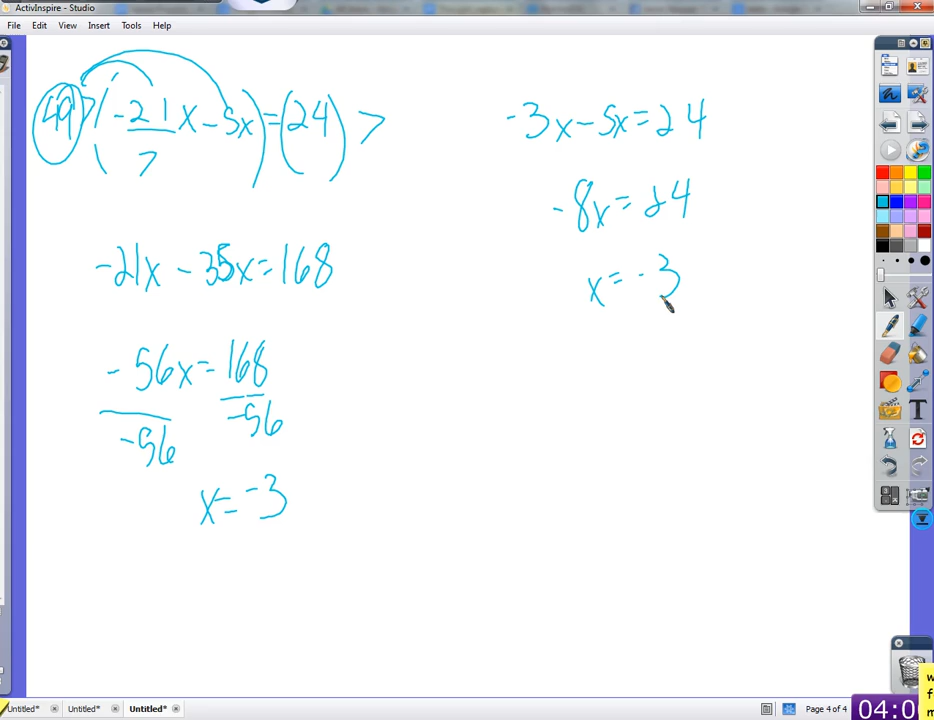 ActivInspire - Studio
File Edit View Insert Tools Help
49 7(-21/7 x - 5x) = (24) 7
-21x - 35x = 168
-56x = 168
-56 -56
x = -3
-3x - 5x = 24
-8x = 24
x = -3
T
Untitled* Untitled* Untitled*
Page 4 of 4
04:0
w
f
m